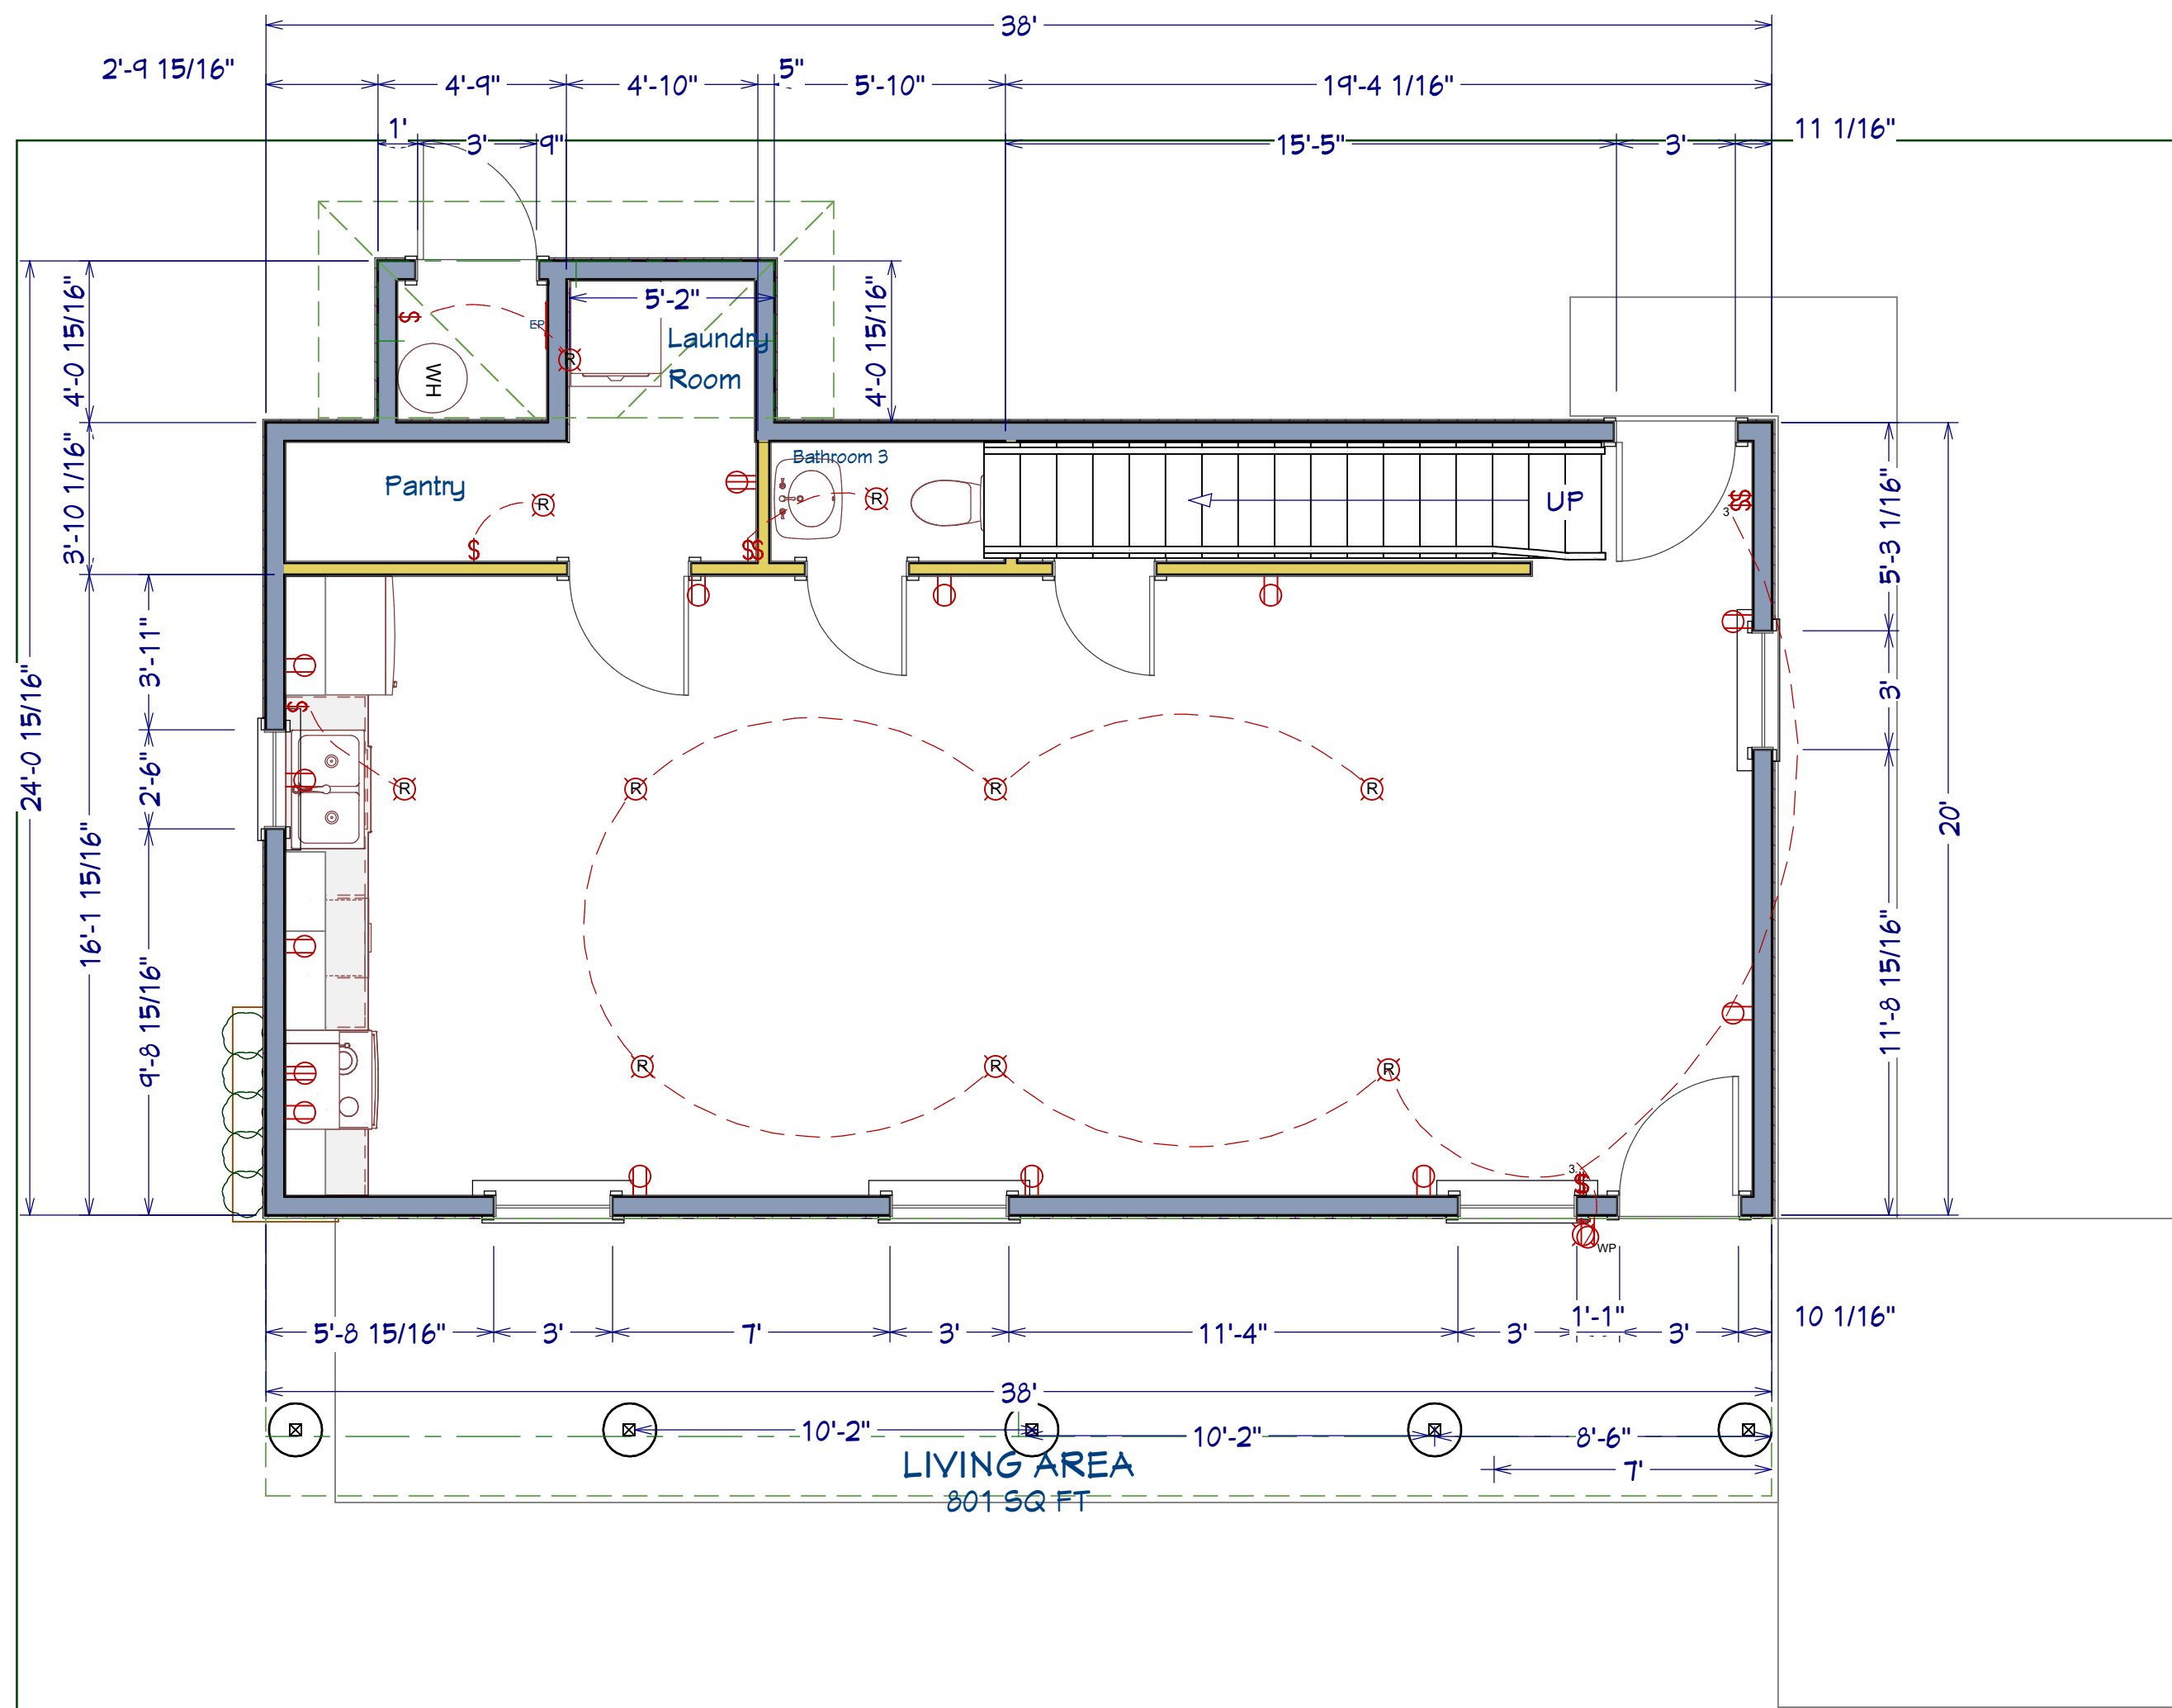 38'
2'-9 15/16"
4'-9"
4'-10"
5"
5'-10"
19'-4 1/16"
1'
3'
9"
15'-5"
3'
11 1/16"
4'-0 15/16"
5'-2"
4'-0 15/16"
EP
R
Laundry
Room
WH
3'-10 1/16"
Pantry
R
$
$$
Bathroom 3
R
UP
$$
3
5'-3 1/16"
24'-0 15/16"
16'-1 15/16"
3'-11"
2'-6"
9'-8 15/16"
$
$
R
R
R
R
3'
20'
11'-8 15/16"
R
R
R
3
$
WP
5'-8 15/16"
3'
7'
3'
11'-4"
3'
1'-1"
3'
10 1/16"
38'
10'-2"
10'-2"
8'-6"
7'
LIVING AREA
801 SQ FT